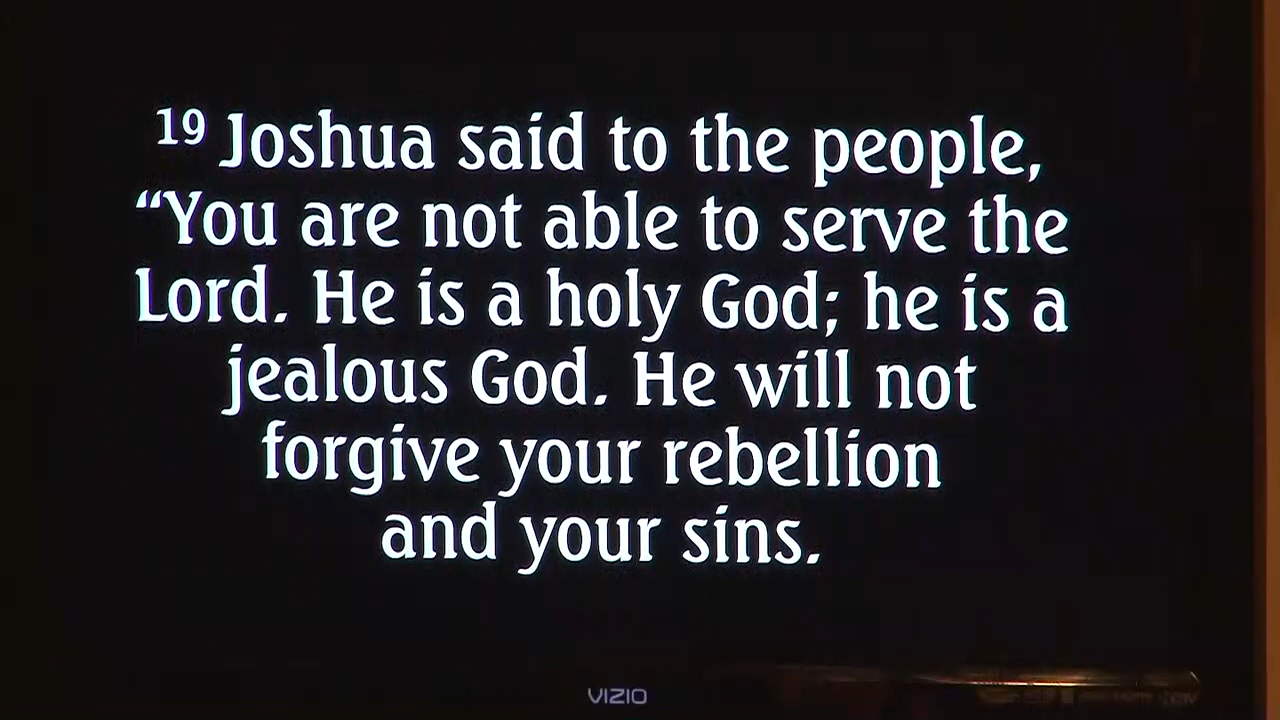 19 Joshua said to the people,
“You are not able to serve the
Lord. He is a holy God; he is a
jealous God. He will not
forgive your rebellion
and your sins.
VIZIO